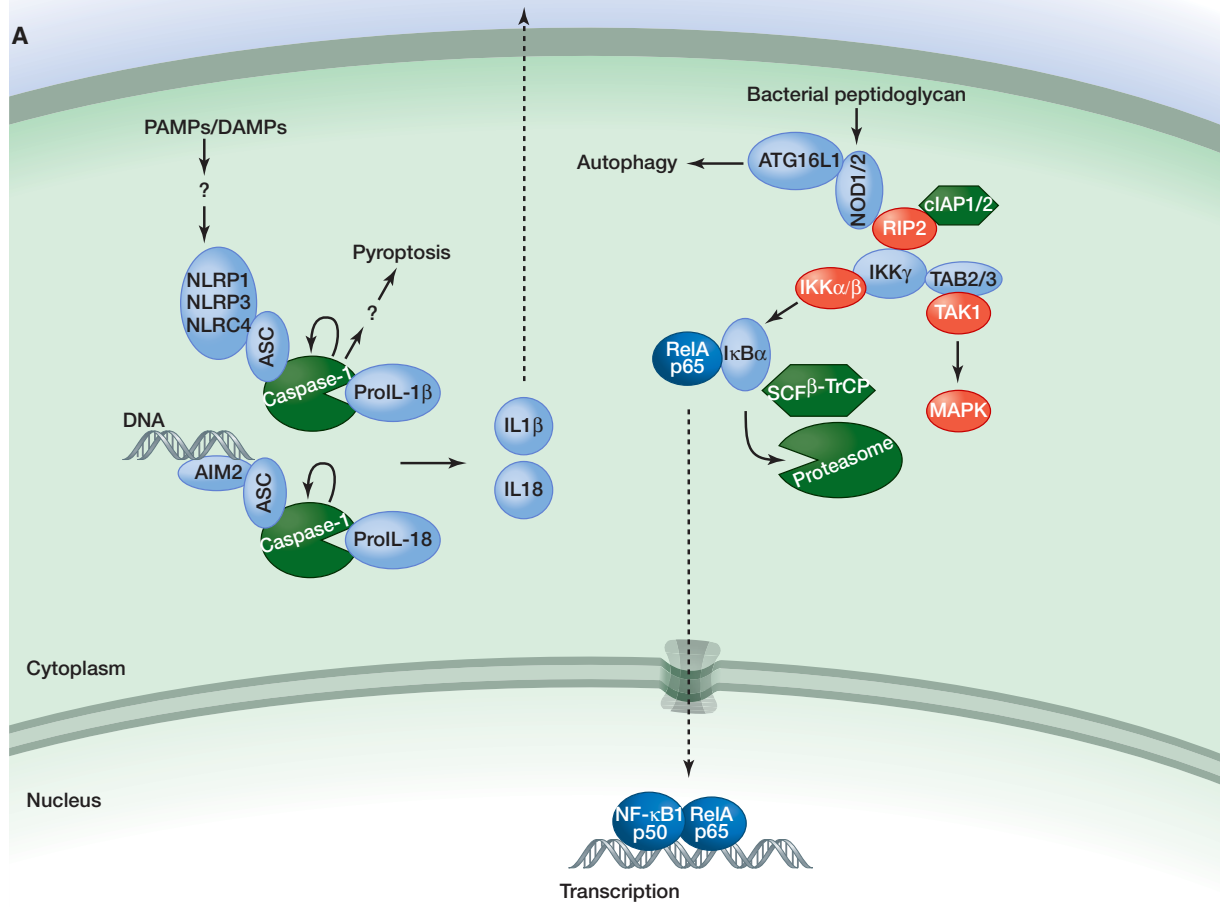 A
PAMPs/DAMPs
?
NLRP1
NLRP3
NLRC4
ASC
Caspase-1
ProIL-1β
?
Pyroptosis
DNA
AIM2
ASC
Caspase-1
ProIL-18
IL1β
IL18
Bacterial peptidoglycan
Autophagy
ATG16L1
NOD1/2
RIP2
cIAP1/2
IKKγ
IKKα/β
TAB2/3
TAK1
MAPK
RelA
p65
IκBα
SCFβ-TrCP
Proteasome
Cytoplasm
Nucleus
NF-κB1
p50
RelA
p65
Transcription